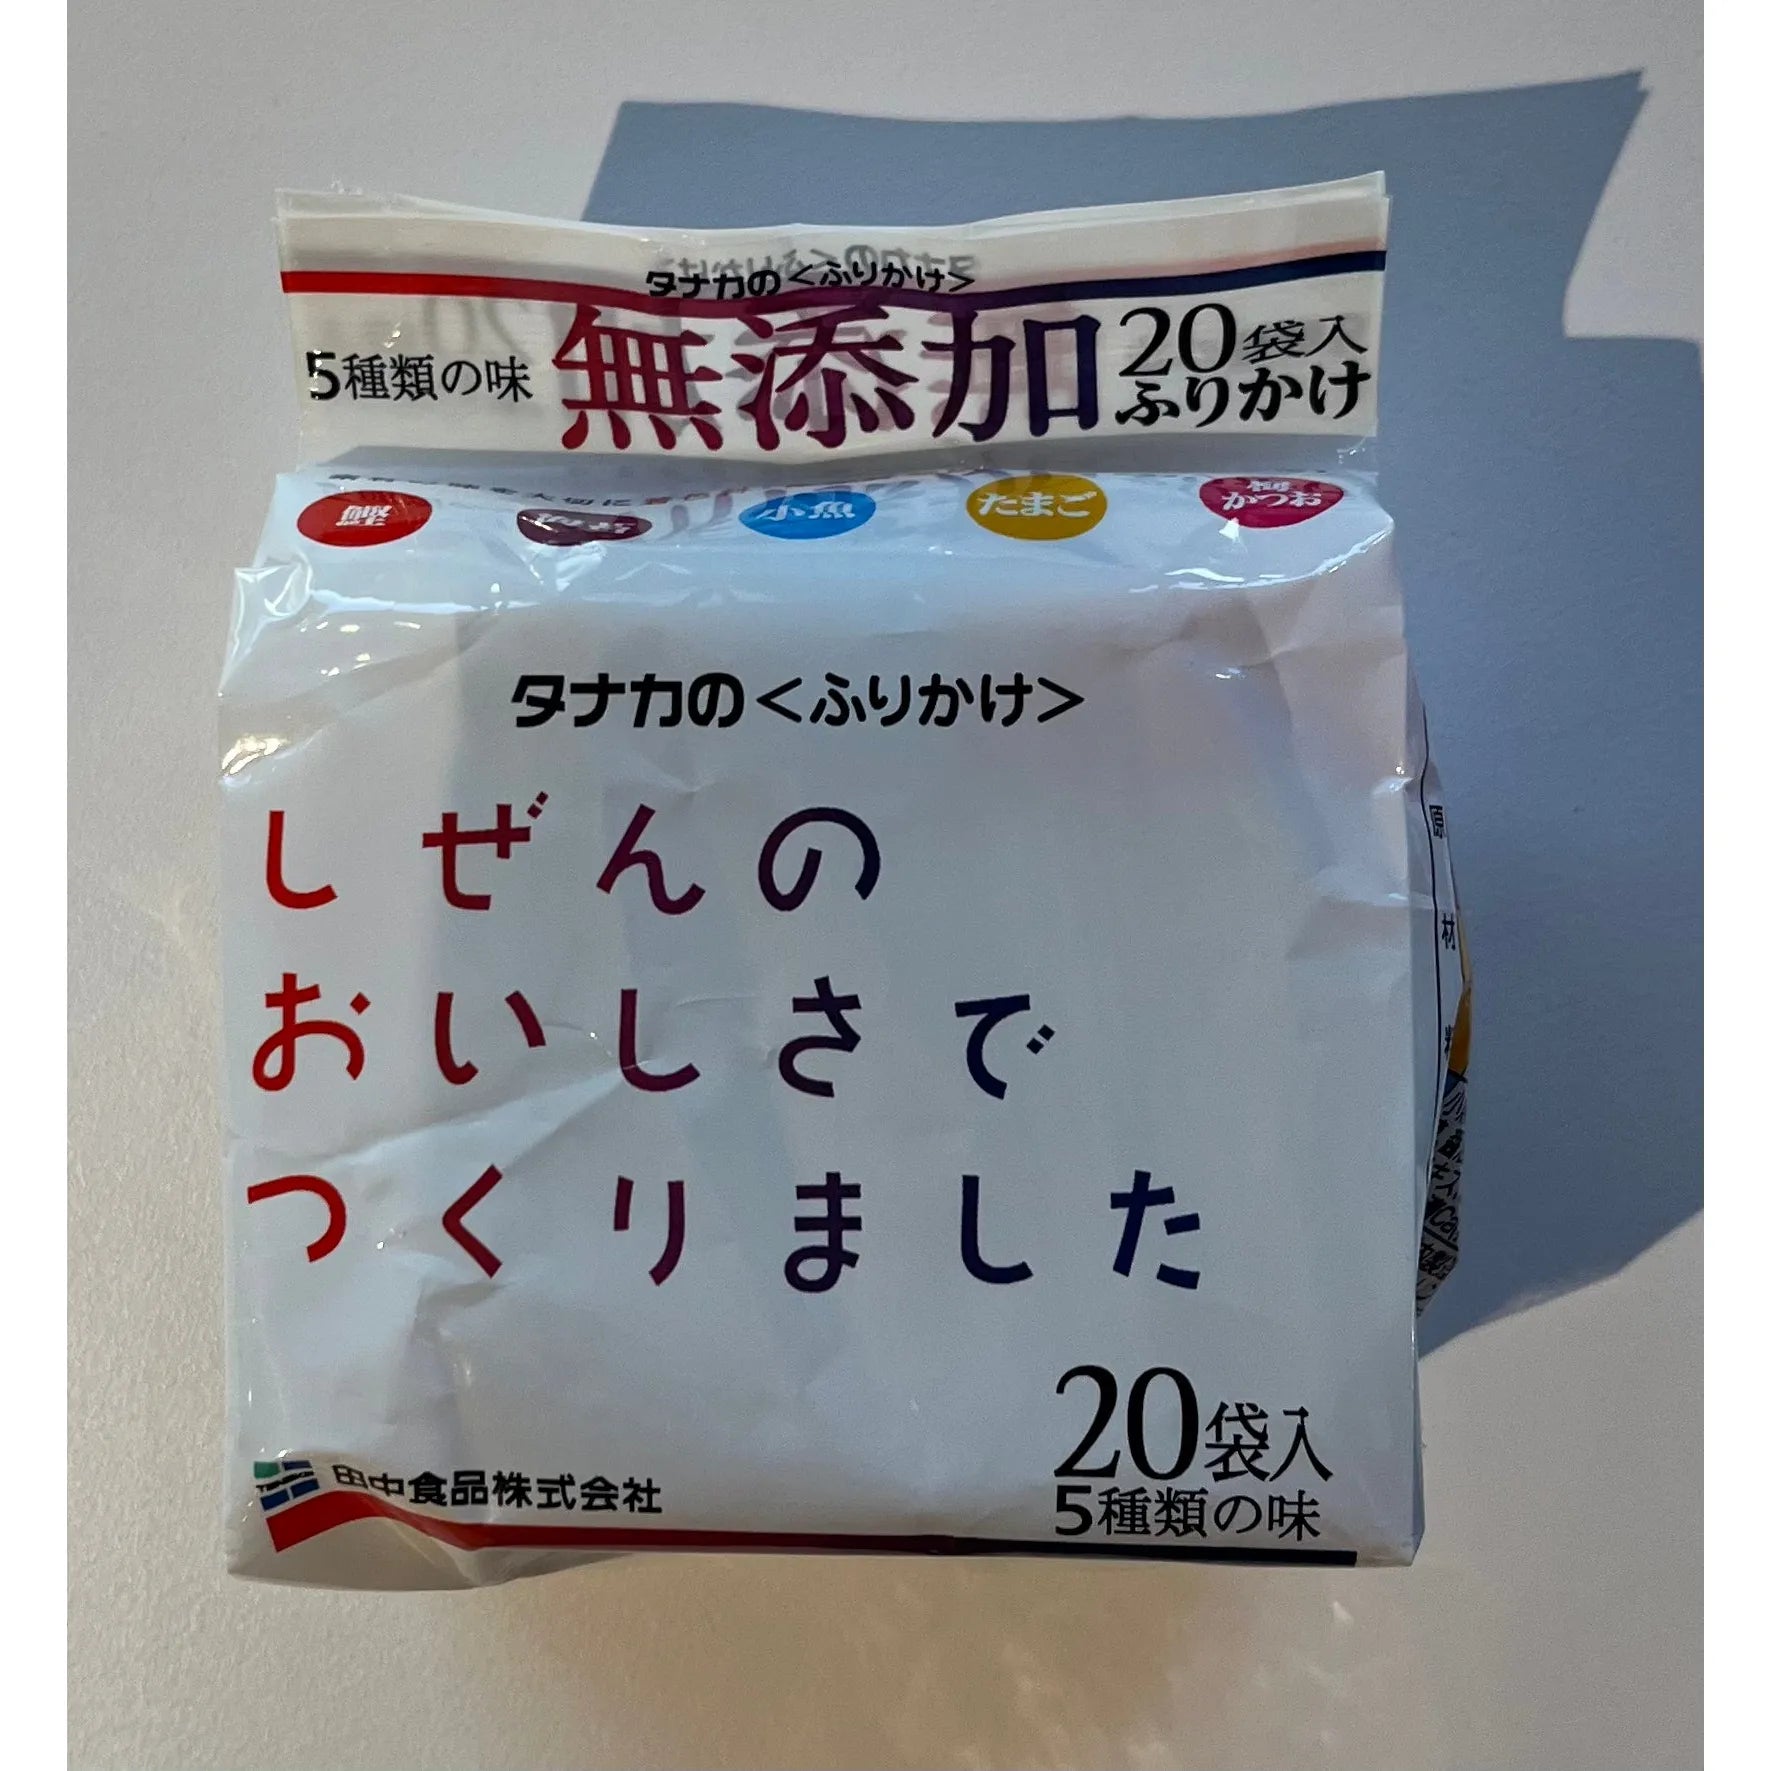 タナカの<ふりかけ>
5種類の味
無添加
20袋入
ふりかけ
鮭
小魚
たまご
かつお
タナカの<ふりかけ>
しぜんの
おいしさで
つくりました
20袋入
5種類の味
田中食品株式会社
原材